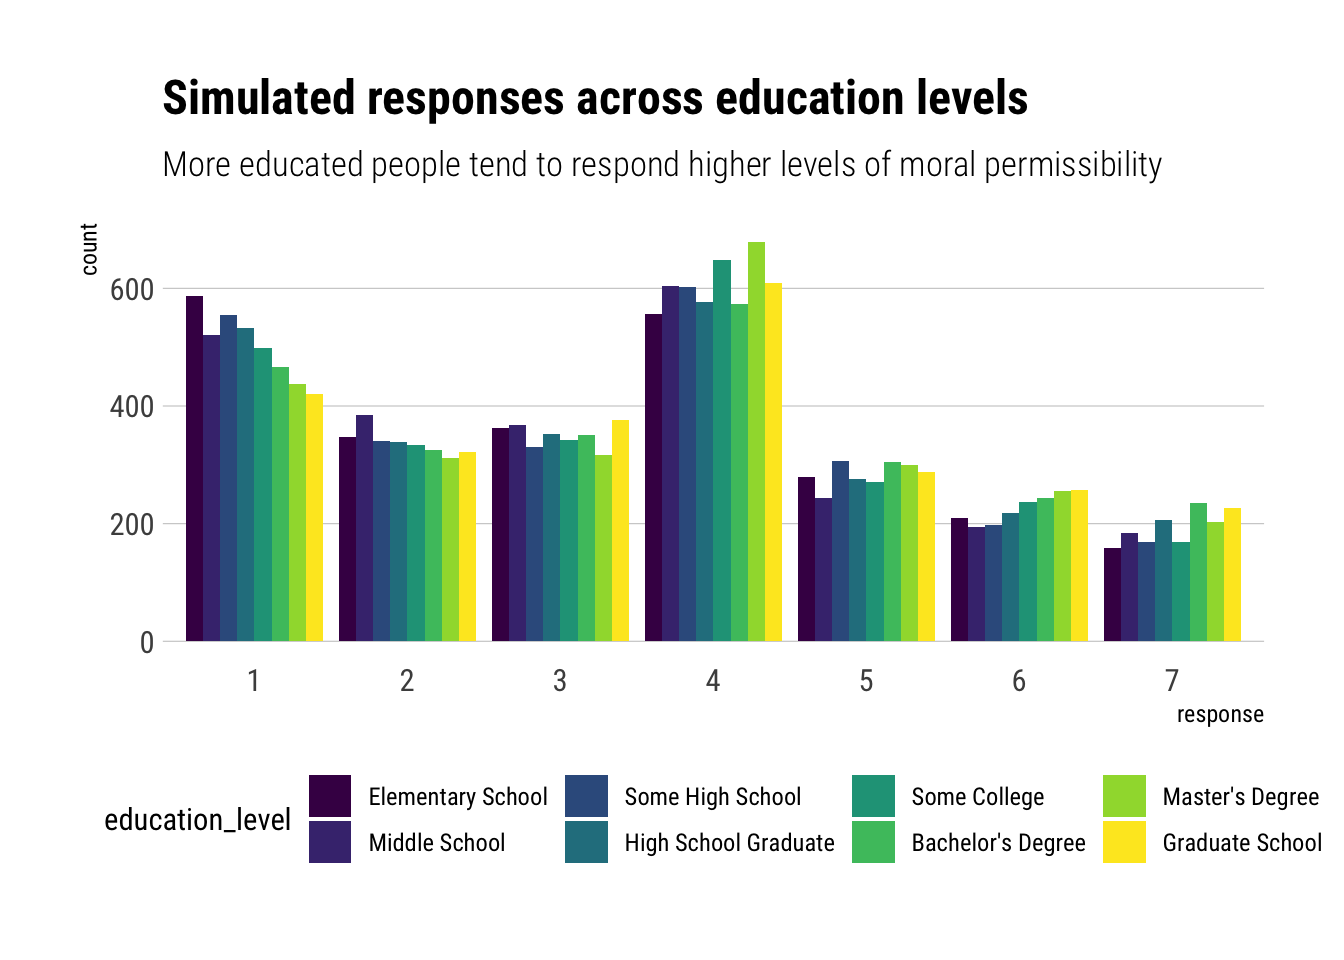 Simulated responses across education levels
More educated people tend to respond higher levels of moral permissibility
count
600
400
200
0
1 2 3 4 5 6 7
response
education_level
Elementary School Some High School Some College Master's Degree
Middle School High School Graduate Bachelor's Degree Graduate School